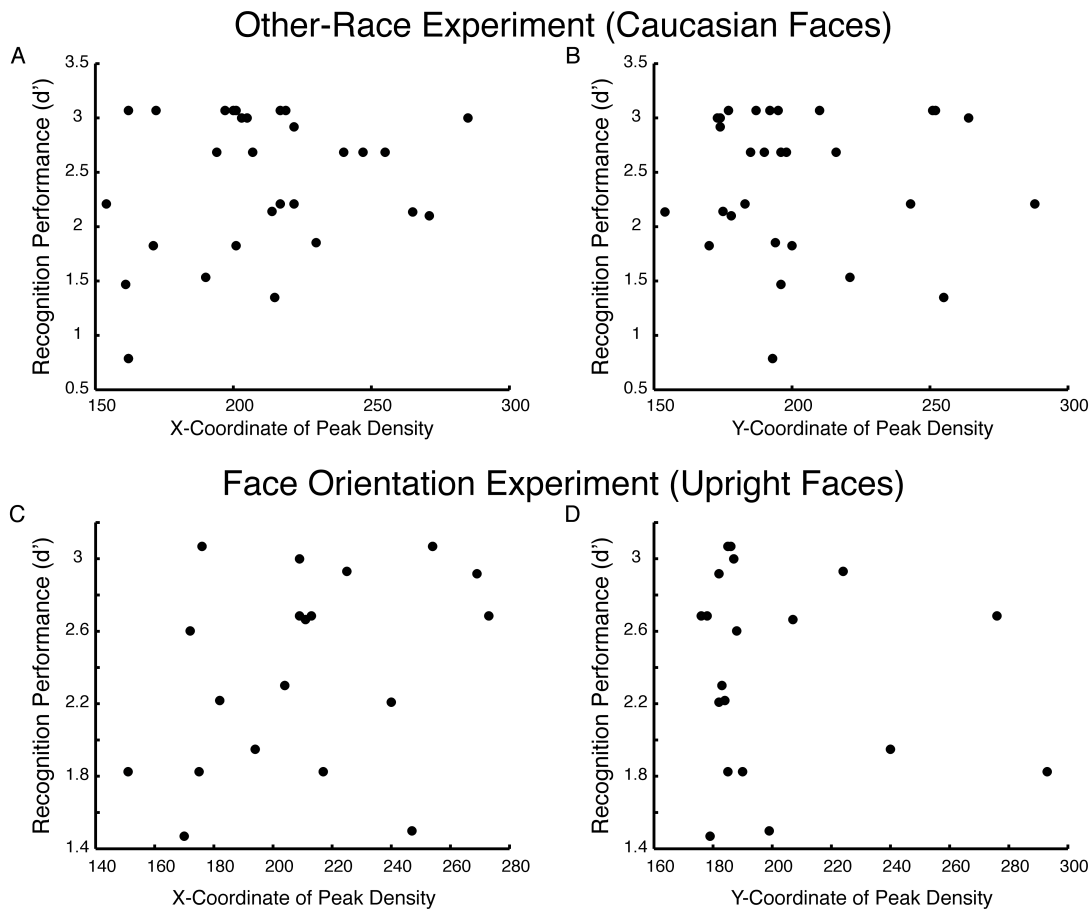 Other-Race Experiment (Caucasian Faces)
A
B
3.5
3
2.5
2
1.5
1
0.5
Recognition Performance (d')
150 200 250 300
X-Coordinate of Peak Density
3.5
3
2.5
2
1.5
1
0.5
Recognition Performance (d')
150 200 250 300
Y-Coordinate of Peak Density
Face Orientation Experiment (Upright Faces)
C
D
3
2.6
2.2
1.8
1.4
Recognition Performance (d')
140 160 180 200 220 240 260 280
X-Coordinate of Peak Density
3
2.6
2.2
1.8
1.4
Recognition Performance (d')
160 180 200 220 240 260 280 300
Y-Coordinate of Peak Density